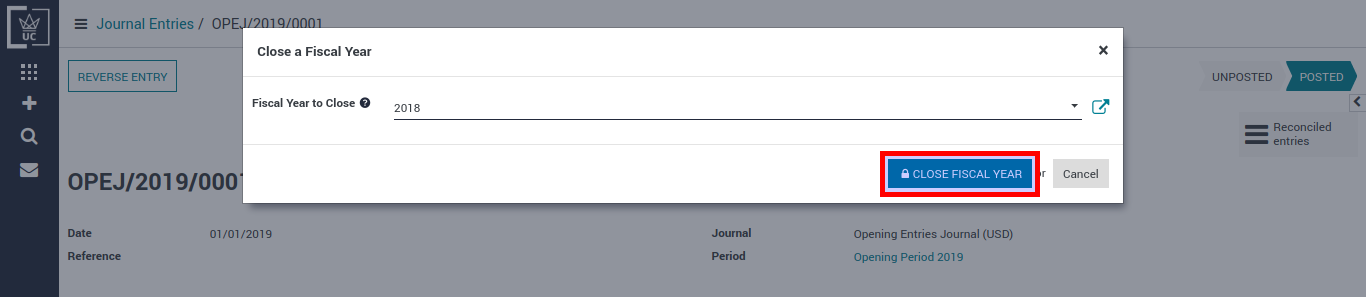 UC
Journal Entries / OPEJ/2019/0001
Close a Fiscal Year
REVERSE ENTRY
UNPOSTED POSTED
Fiscal Year to Close
2018
Reconciled
entries
CLOSE FISCAL YEAR or Cancel
OPEJ/2019/0001
Date 01/01/2019 Journal Opening Entries Journal (USD)
Reference Period Opening Period 2019